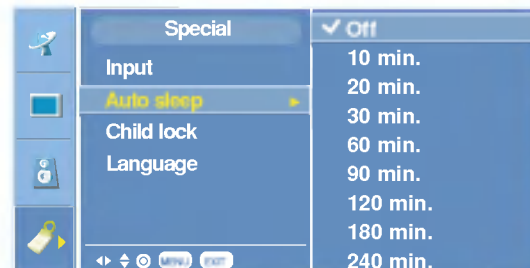 Special
Input
Auto sleep
Child lock
Language
MENU EXIT
Off
10 min.
20 min.
30 min.
60 min.
90 min.
120 min.
180 min.
240 min.